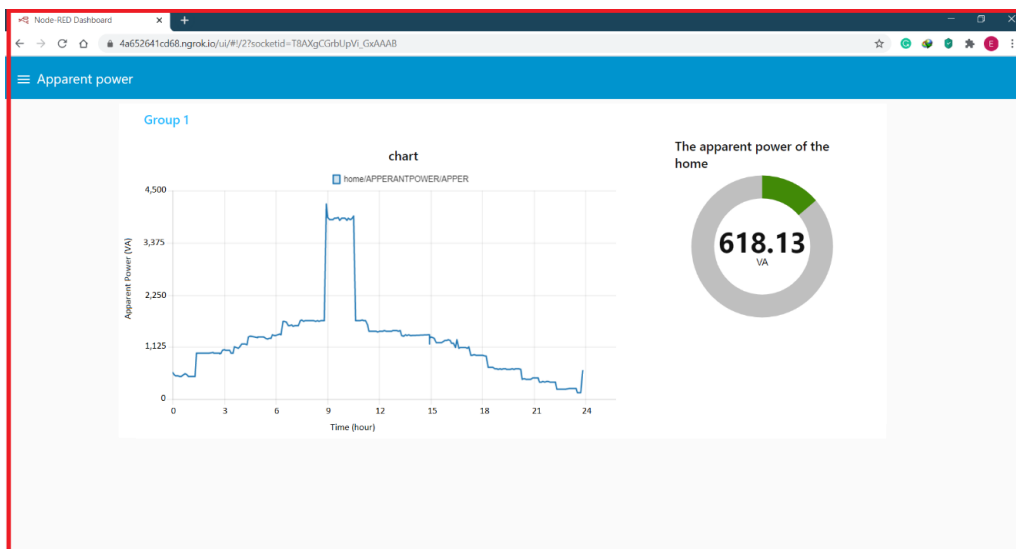 Node-RED Dashboard
4a652641cd68.ngrok.io/ui/#!/2?socketid=T8AXgCGrbUpVi_GxAAAB
E
Apparent power
Group 1
chart
home/APPERANTPOWER/APPER
4,500
3,375
2,250
1,125
0
Apparent Power (VA)
0 3 6 9 12 15 18 21 24
Time (hour)
The apparent power of the
home
618.13
VA